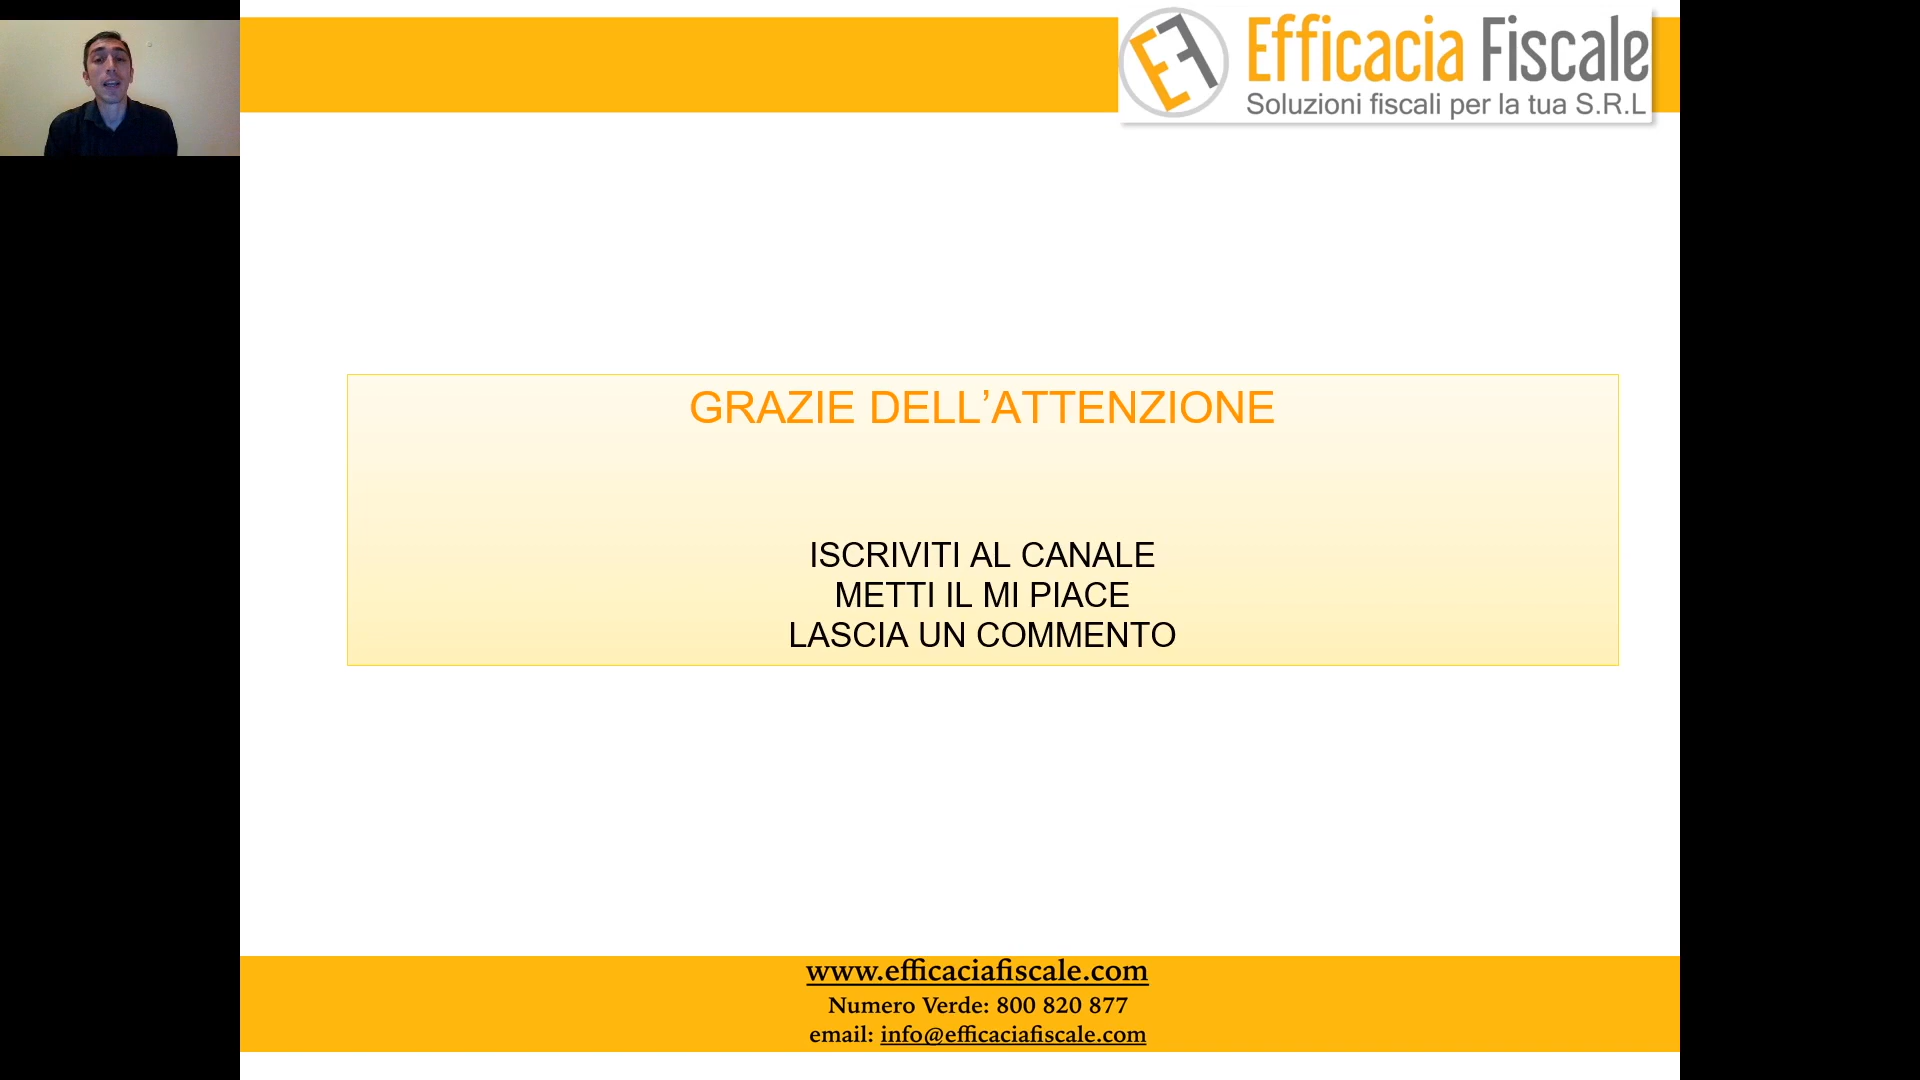 Efficacia Fiscale
Soluzioni fiscali per la tua S.R.L
GRAZIE DELL’ATTENZIONE
ISCRIVITI AL CANALE
METTI IL MI PIACE
LASCIA UN COMMENTO
www.efficaciafiscale.com
Numero Verde: 800 820 877
email: info@efficaciafiscale.com